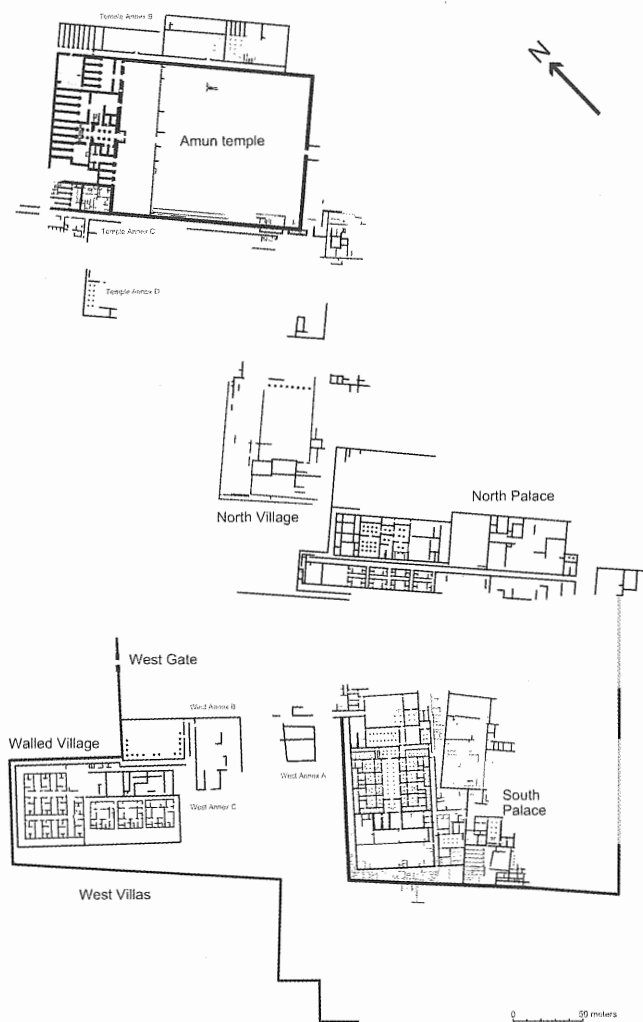 Temple Annex B
N
Amun temple
Temple Annex C
Temple Annex D
North Village
North Palace
West Gate
West Annex B
Walled Village
West Annex A
West Annex C
South
Palace
West Villas
0 50 meters